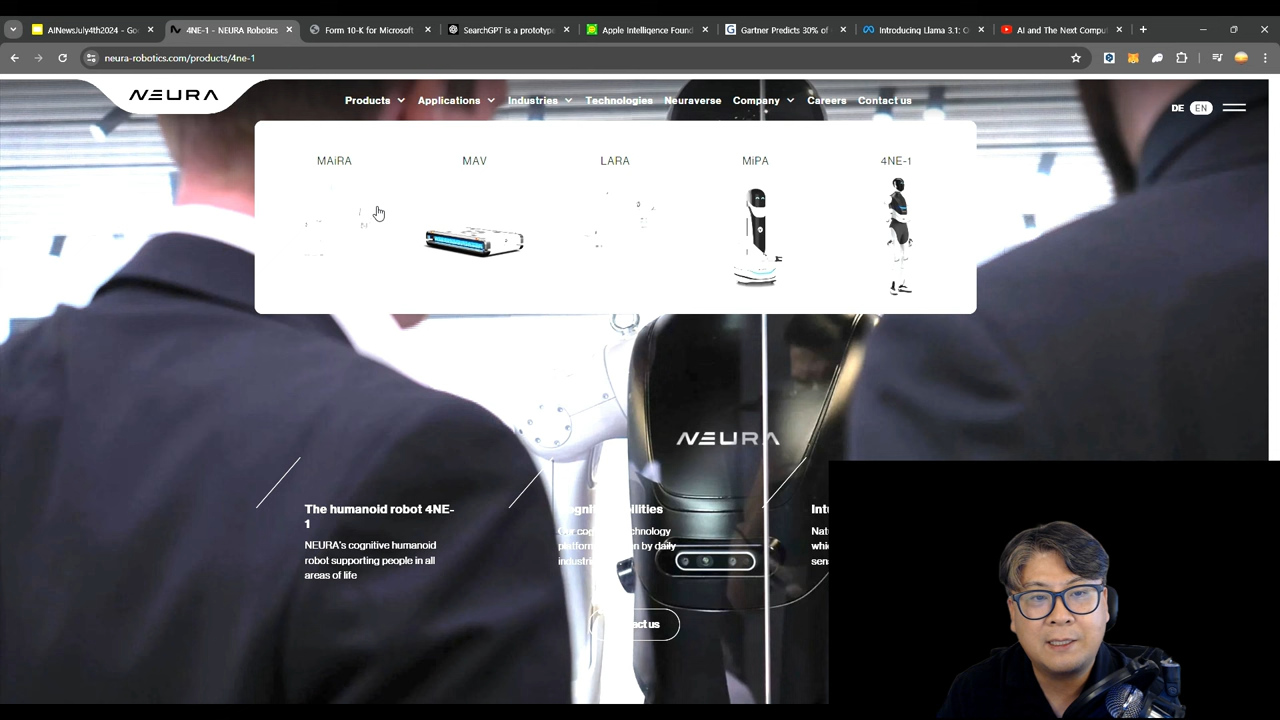 AINewsJuly4th2024 - Goo
4NE-1 - NEURA Robotics
Form 10-K for Microsoft
SearchGPT is a prototype
Apple Intelligence Found
Gartner Predicts 30% of
Introducing Llama 3.1: O
AI and The Next Comput
neura-robotics.com/products/4ne-1
NEURA
Products
Applications
Industries
Technologies
Neuraverse
Company
Careers
Contact us
DE
EN
MAiRA
MAV
LARA
MiPA
4NE-1
NEURA
The humanoid robot 4NE-
1
NEURA's cognitive humanoid
robot supporting people in all
areas of life